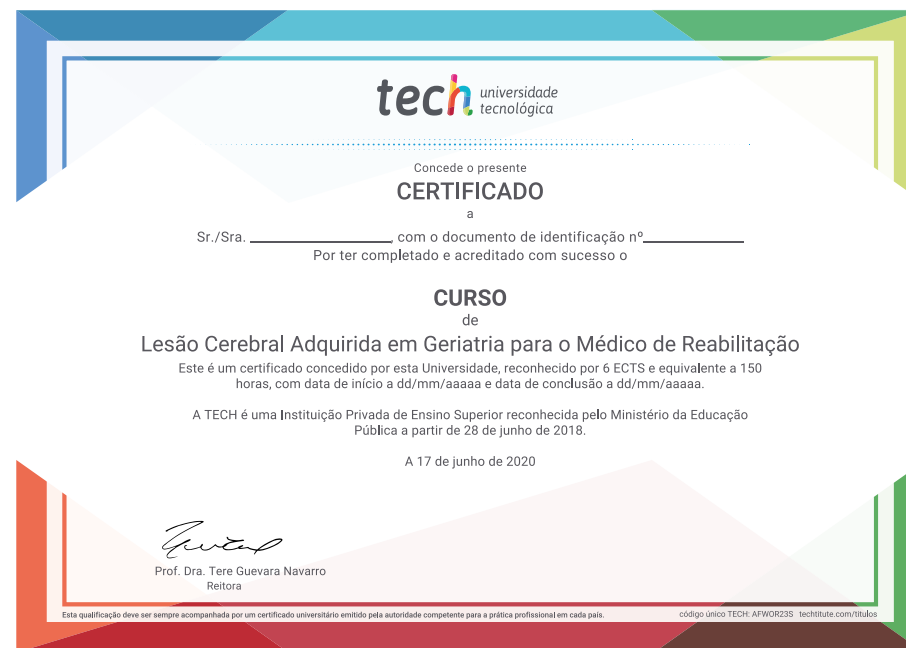 tech universidade
tecnológica
Concede o presente
CERTIFICADO
a
Sr./Sra. ____________, com o documento de identificação nº____________
Por ter completado e acreditado com sucesso o
CURSO
de
Lesão Cerebral Adquirida em Geriatria para o Médico de Reabilitação
Este é um certificado concedido por esta Universidade, reconhecido por 6 ECTS e equivalente a 150
horas, com data de início a dd/mm/aaaaa e data de conclusão a dd/mm/aaaaa.
A TECH é uma Instituição Privada de Ensino Superior reconhecida pelo Ministério da Educação
Pública a partir de 28 de junho de 2018.
A 17 de junho de 2020
Prof. Dra. Tere Guevara Navarro
Reitora
Esta qualificação deve ser sempre acompanhada por um certificado universitário emitido pela autoridade competente para a prática profissional em cada país.
código único TECH: AFWOR23S techtitute.com/titulos